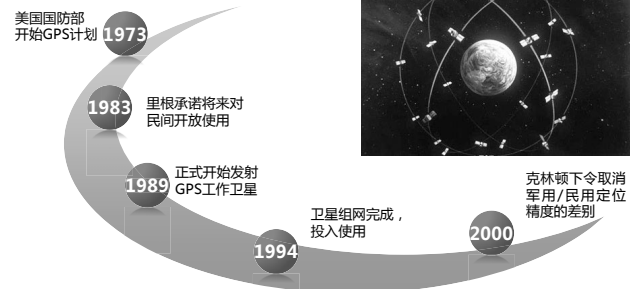 美国国防部
开始GPS计划
1973
1983
里根承诺将来对
民间开放使用
1989
正式开始发射
GPS工作卫星
1994
卫星组网完成，
投入使用
2000
克林顿下令取消
军用/民用定位
精度的差别